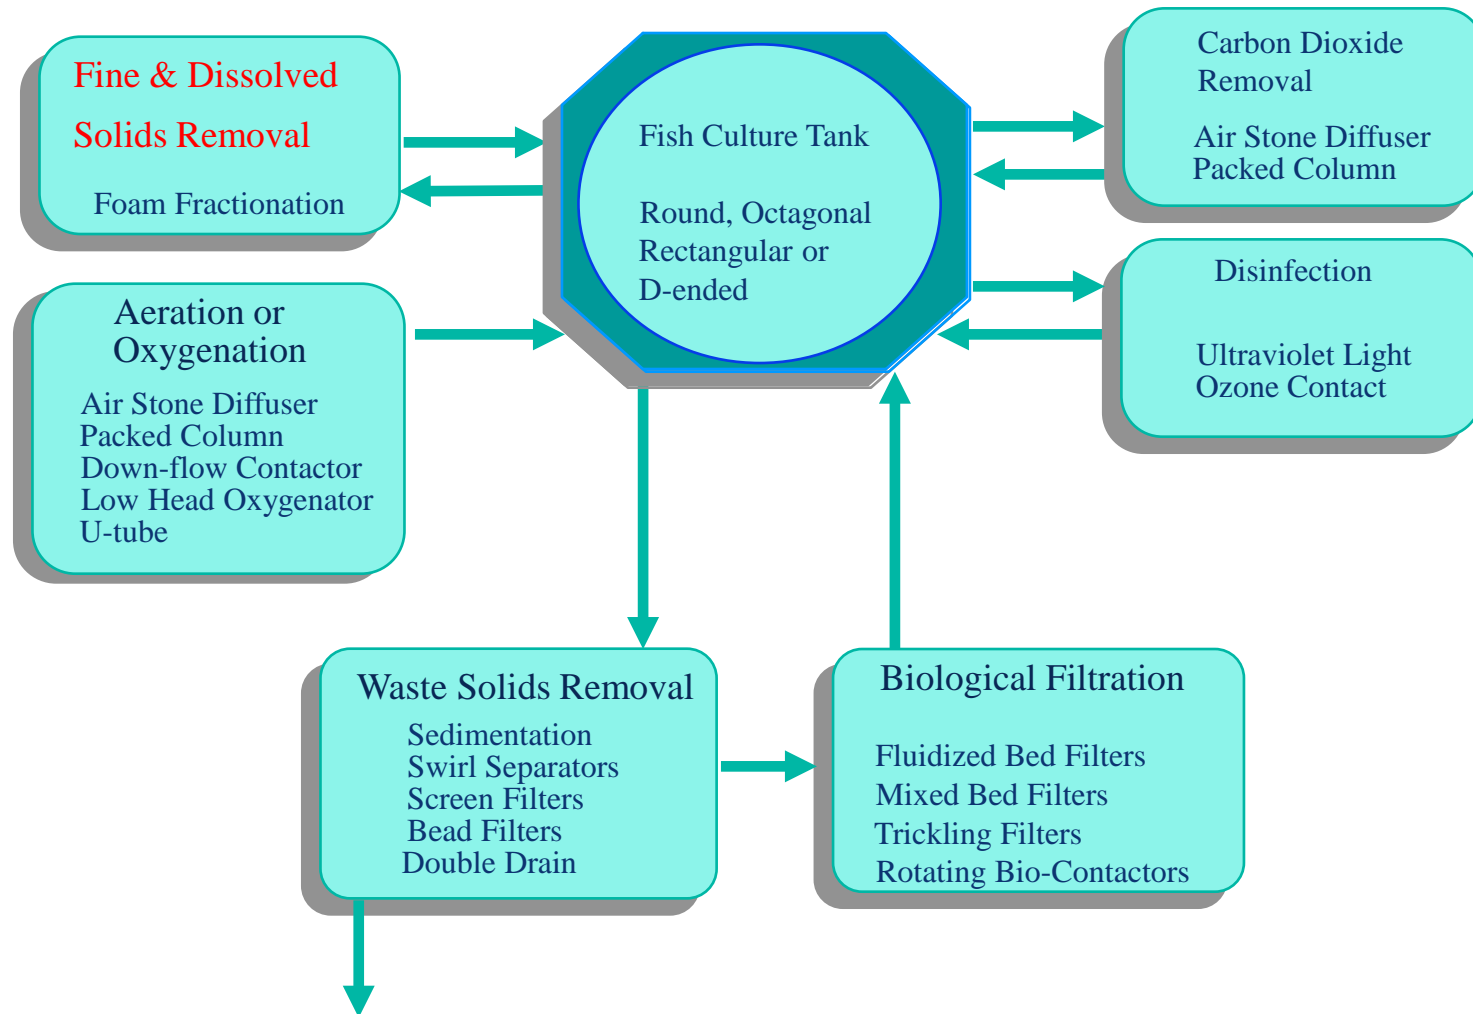 Fine & Dissolved
Solids Removal
Foam Fractionation
Fish Culture Tank
Round, Octagonal
Rectangular or
D-ended
Carbon Dioxide
Removal
Air Stone Diffuser
Packed Column
Aeration or
Oxygenation
Air Stone Diffuser
Packed Column
Down-flow Contactor
Low Head Oxygenator
U-tube
Disinfection
Ultraviolet Light
Ozone Contact
Waste Solids Removal
Sedimentation
Swirl Separators
Screen Filters
Bead Filters
Double Drain
Biological Filtration
Fluidized Bed Filters
Mixed Bed Filters
Trickling Filters
Rotating Bio-Contactors